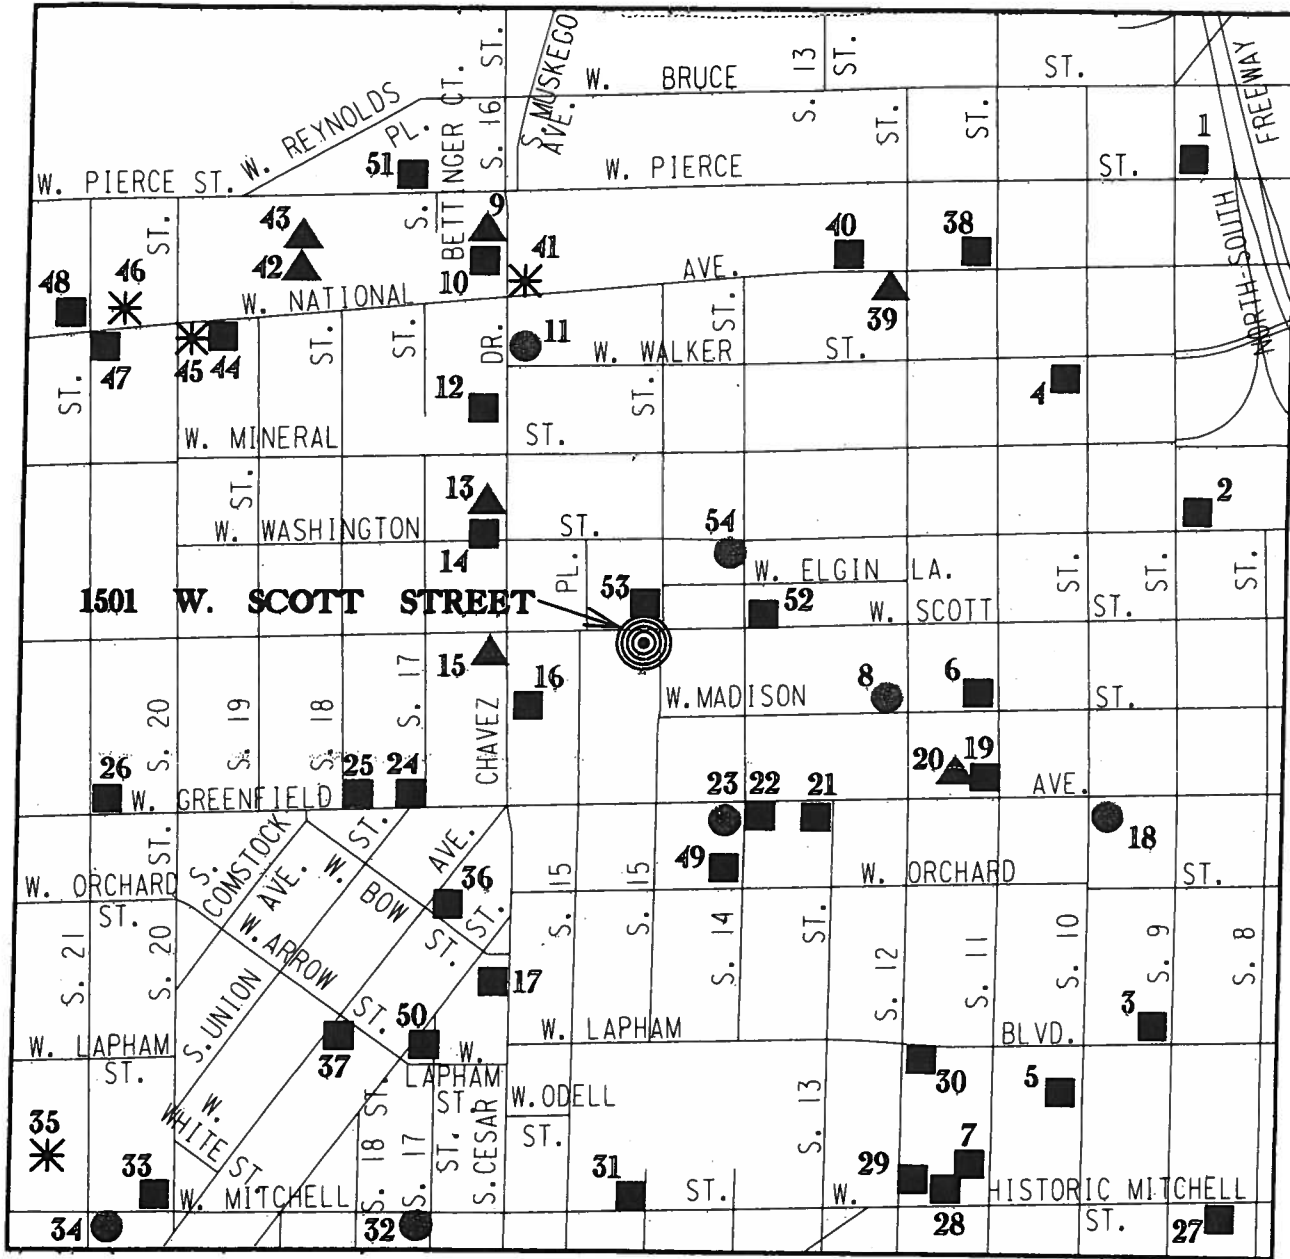 S. MUSKEGO AVE.
W. BRUCE ST.
S. 13 ST.
ST.
ST.
W. REYNOLDS PL.
S. BETTINGER CT.
S. 16 ST.
FREEWAY
NORTH-SOUTH
1
51
W. PIERCE ST.
W. PIERCE ST.
43
9
40
38
41
42
10
ST.
AVE.
48
46
W. NATIONAL
39
ST.
45
44
47
ST.
ST.
DR.
11
W. WALKER ST.
4
ST.
12
ST.
W. MINERAL ST.
13
ST.
2
W. WASHINGTON ST.
54
14
PL.
W. ELGIN LA.
ST.
ST.
ST.
1501 W. SCOTT STREET
53
52
W. SCOTT ST.
15
16
8
6
W. MADISON ST.
S. 20
S. 19
S. 18
S. 17
CHAVEZ
26
25
24
20
19
W. GREENFIELD AVE.
23
22
21
18
ST.
S. COMSTOCK AVE.
ST.
AVE.
49
36
W. ORCHARD ST.
W. ORCHARD ST.
W. BOW ST.
ST.
W. ARROW ST.
S. UNION
S. 21
S. 20
S. 15
S. 15
S. 14
ST.
S. 12
S. 11
S. 10
S. 9
S. 8
17
3
37
50
W. LAPHAM ST.
W. LAPHAM ST.
W. LAPHAM BLVD.
30
5
W. ODELL ST.
S. 13
35
W. WHITE ST.
S. 18 ST.
S. 17 ST.
S. CESAR
33
31
29
7
W. MITCHELL ST.
W. HISTORIC MITCHELL ST.
34
32
28
27